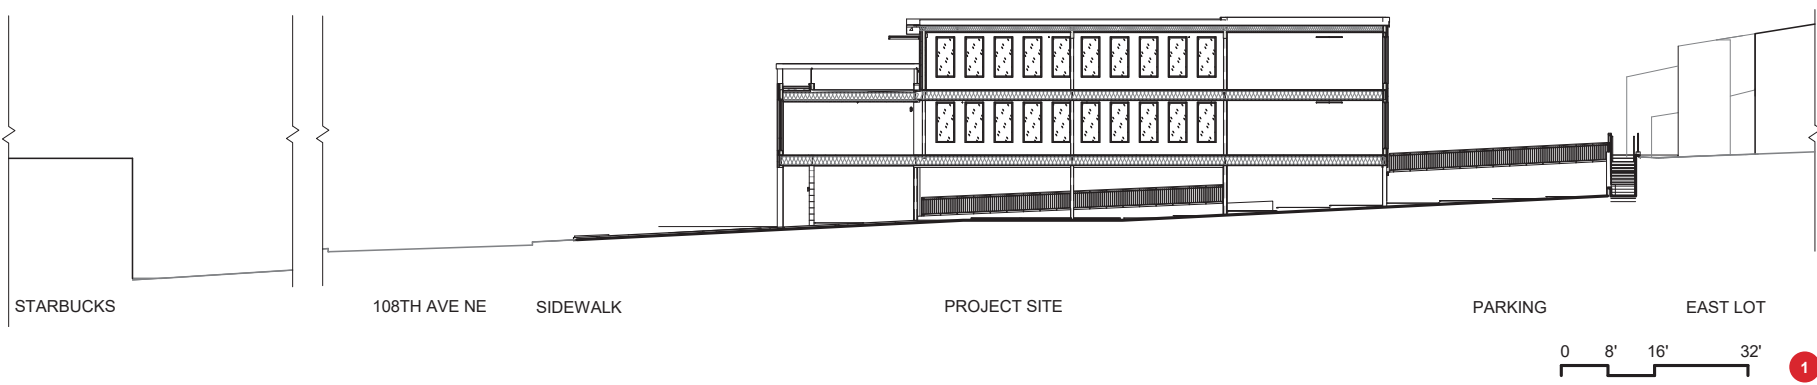 STARBUCKS 108TH AVE NE SIDEWALK PROJECT SITE PARKING EAST LOT
0 8' 16' 32'
1